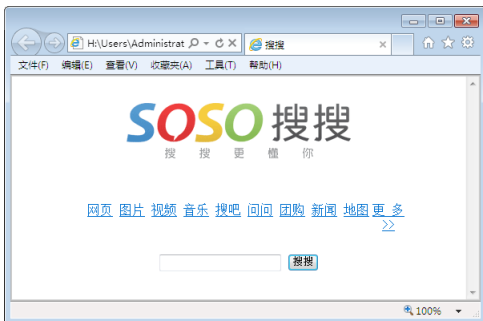 H:\Users\Administrat
搜搜
文件(F) 编辑(E) 查看(V) 收藏夹(A) 工具(T) 帮助(H)
SOSO 搜搜
搜 搜 更 懂 你
网页 图片 视频 音乐 搜吧 问问 团购 新闻 地图 更 多
>>
搜搜
100%